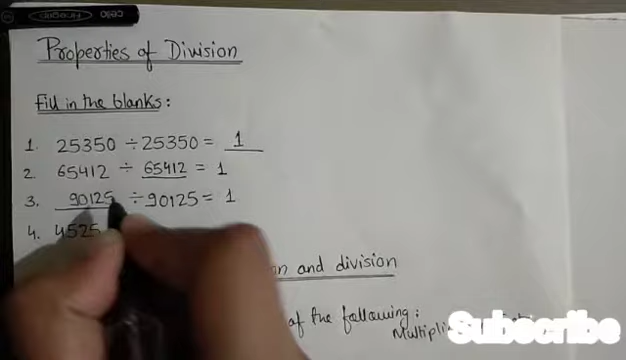 Properties of Division
Fill in the blanks:
1. 25350 ÷ 25350 = 1
2. 65412 ÷ 65412 = 1
3. 90125 ÷ 90125 = 1
4. 4525
and division
of the following:
Subscribe